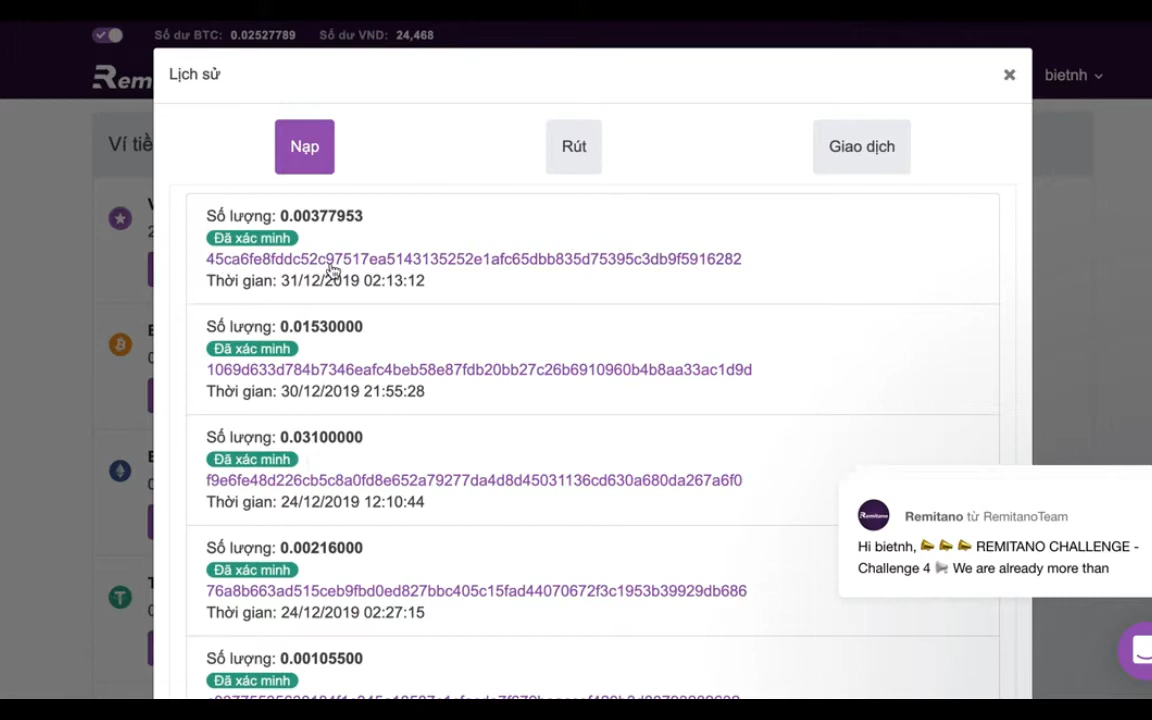 Số dư BTC: 0.02527789 Số dư VND: 24,468
Rem
Lịch sử
×
bietnh
Ví tiề
Nạp
Rút
Giao dịch
Số lượng: 0.00377953
Đã xác minh
45ca6fe8fddc52c97517ea5143135252e1afc65dbb835d75395c3db9f5916282
Thời gian: 31/12/2019 02:13:12
Số lượng: 0.01530000
Đã xác minh
1069d633d784b7346eafc4beb58e87fdb20bb27c26b6910960b4b8aa33ac1d9d
Thời gian: 30/12/2019 21:55:28
Số lượng: 0.03100000
Đã xác minh
f9e6fe48d226cb5c8a0fd8e652a79277da4d8d45031136cd630a680da267a6f0
Thời gian: 24/12/2019 12:10:44
Số lượng: 0.00216000
Đã xác minh
76a8b663ad515ceb9fbd0ed827bbc405c15fad44070672f3c1953b39929db686
Thời gian: 24/12/2019 02:27:15
Số lượng: 0.00105500
Đã xác minh
Remitano từ RemitanoTeam
Hi bietnh, 📣 📣 📣 REMITANO CHALLENGE -
Challenge 4 📢 We are already more than